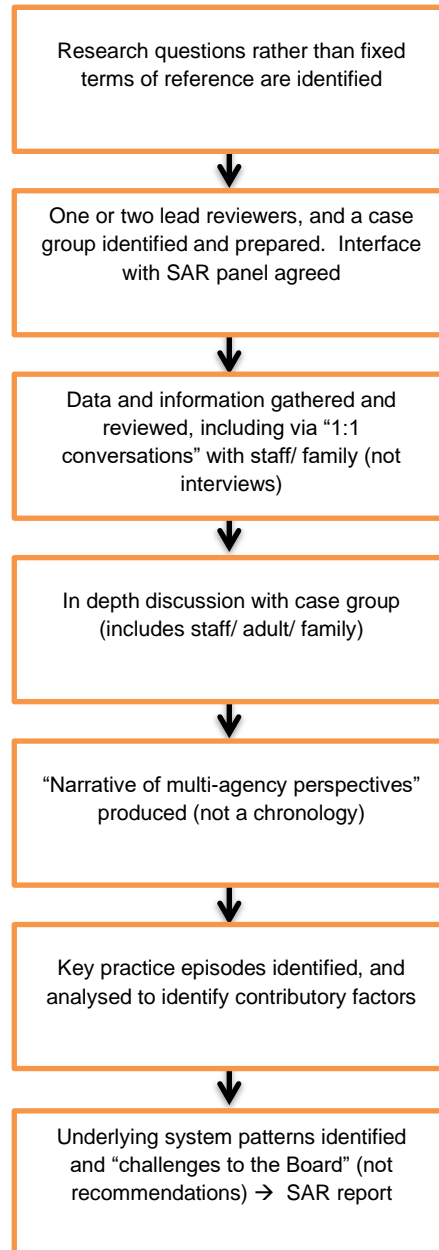 Research questions rather than fixed
terms of reference are identified
One or two lead reviewers, and a case
group identified and prepared.  Interface
with SAR panel agreed
Data and information gathered and
reviewed, including via “1:1
conversations” with staff/ family (not
interviews)
In depth discussion with case group
(includes staff/ adult/ family)
“Narrative of multi-agency perspectives”
produced (not a chronology)
Key practice episodes identified, and
analysed to identify contributory factors
Underlying system patterns identified
and “challenges to the Board” (not
recommendations) → SAR report